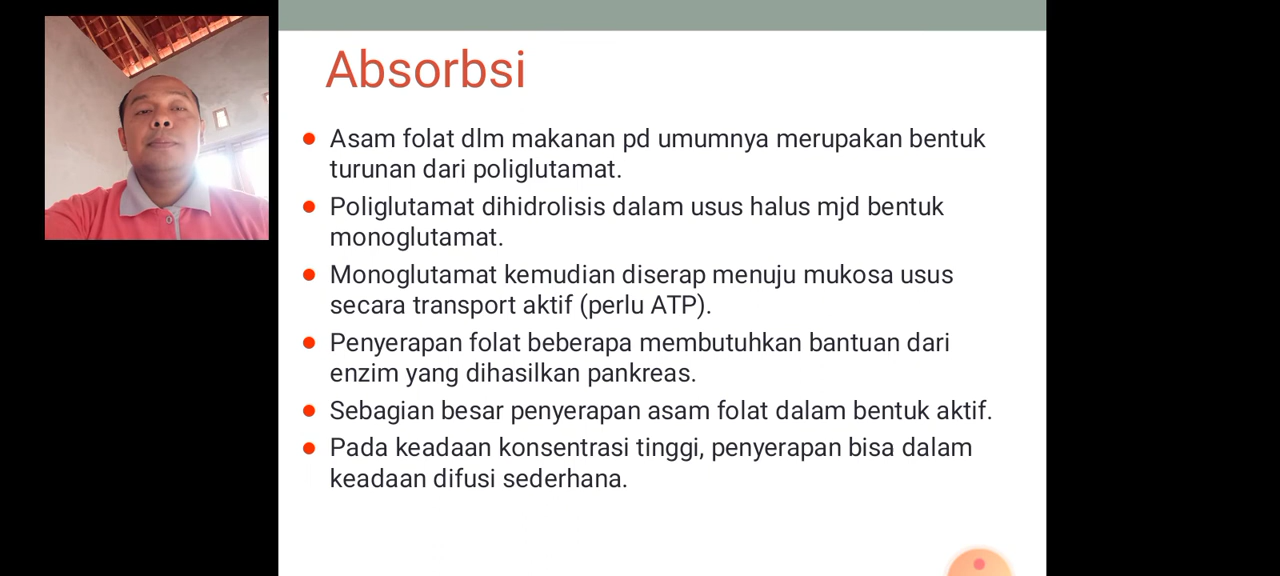 Absorbsi
Asam folat dlm makanan pd umumnya merupakan bentuk
turunan dari poliglutamat.
Poliglutamat dihidrolisis dalam usus halus mjd bentuk
monoglutamat.
Monoglutamat kemudian diserap menuju mukosa usus
secara transport aktif (perlu ATP).
Penyerapan folat beberapa membutuhkan bantuan dari
enzim yang dihasilkan pankreas.
Sebagian besar penyerapan asam folat dalam bentuk aktif.
Pada keadaan konsentrasi tinggi, penyerapan bisa dalam
keadaan difusi sederhana.